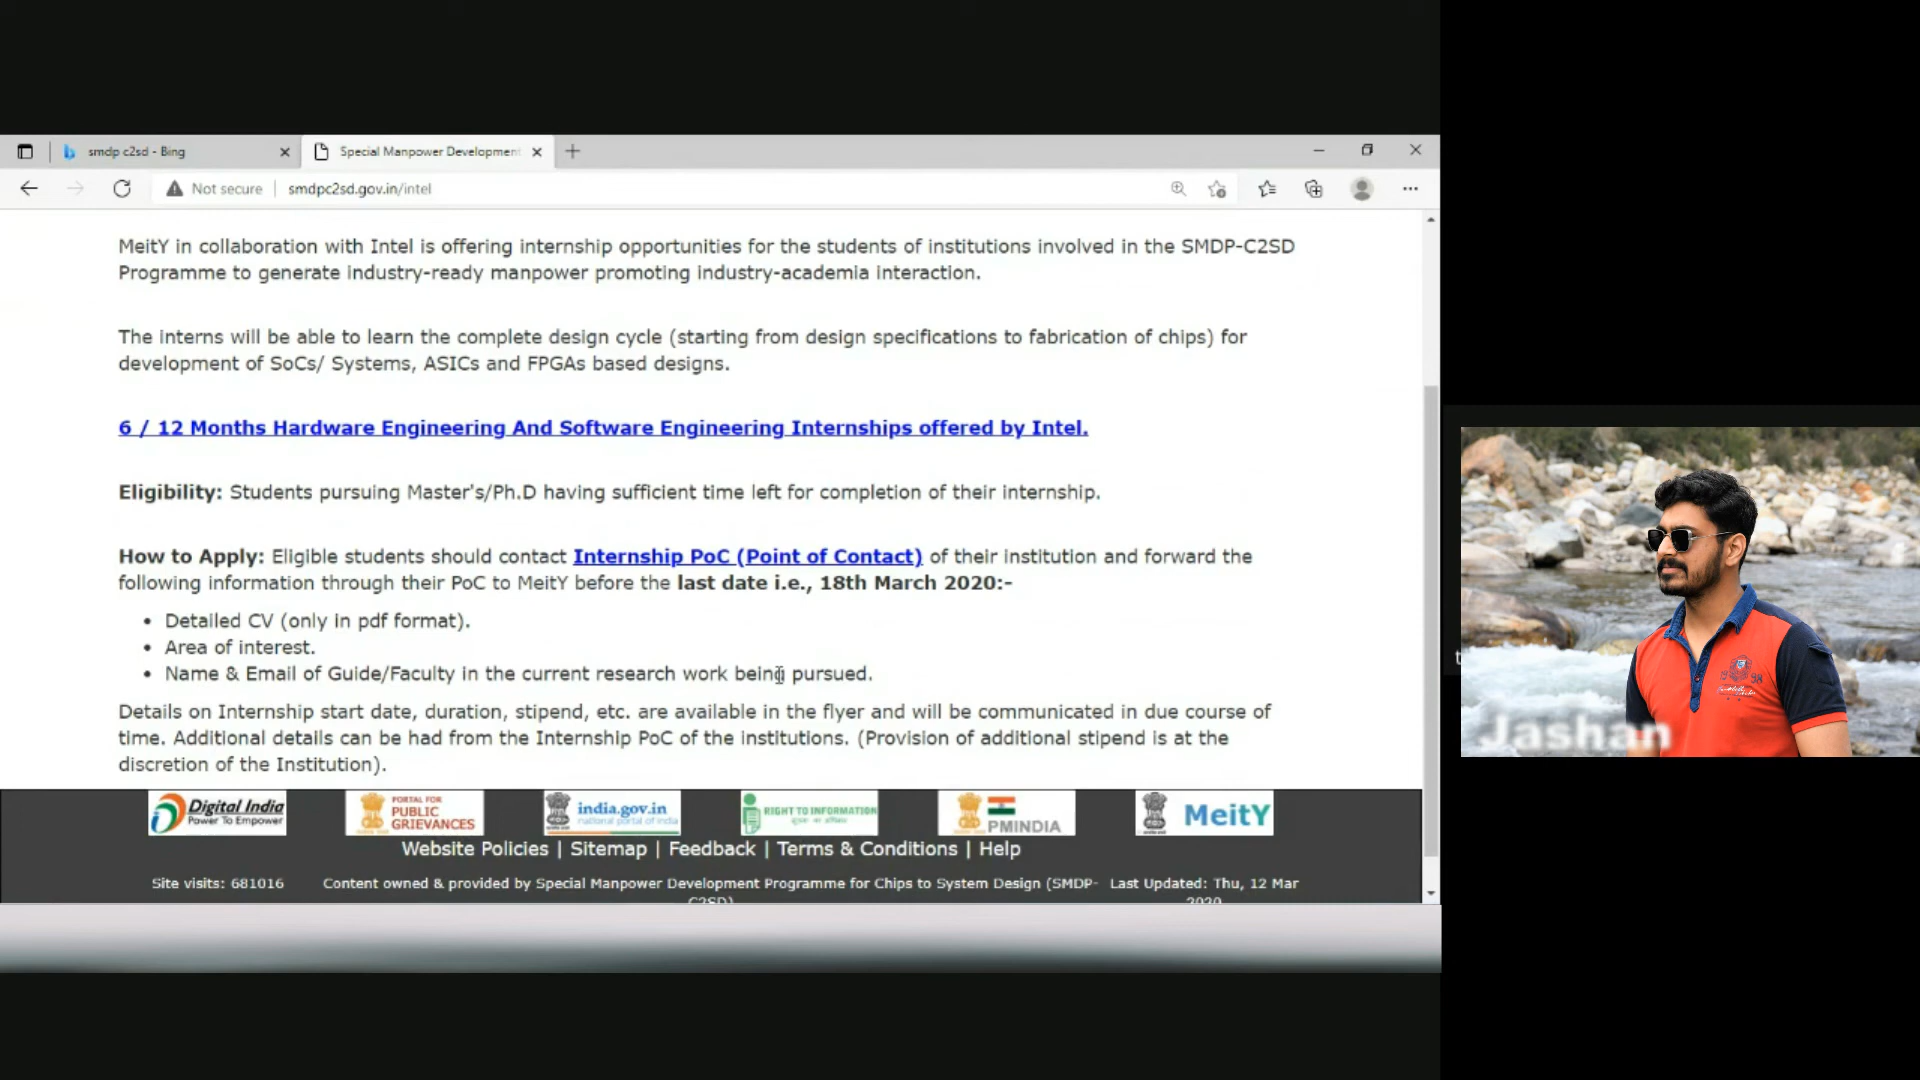 smdp c2sd - Bing
Special Manpower Development
Not secure
smdpc2sd.gov.in/intel
MeitY in collaboration with Intel is offering internship opportunities for the students of institutions involved in the SMDP-C2SD
Programme to generate industry-ready manpower promoting industry-academia interaction.
The interns will be able to learn the complete design cycle (starting from design specifications to fabrication of chips) for
development of SoCs/ Systems, ASICs and FPGAs based designs.
6 / 12 Months Hardware Engineering And Software Engineering Internships offered by Intel.
Eligibility: Students pursuing Master's/Ph.D having sufficient time left for completion of their internship.
How to Apply: Eligible students should contact Internship PoC (Point of Contact) of their institution and forward the
following information through their PoC to MeitY before the last date i.e., 18th March 2020:-
• Detailed CV (only in pdf format).
• Area of interest.
• Name & Email of Guide/Faculty in the current research work being pursued.
Details on Internship start date, duration, stipend, etc. are available in the flyer and will be communicated in due course of
time. Additional details can be had from the Internship PoC of the institutions. (Provision of additional stipend is at the
discretion of the Institution).
Digital India
Power To Empower
PORTAL FOR
PUBLIC
GRIEVANCES
india.gov.in
national portal of India
RIGHT TO INFORMATION
PMINDIA
MeitY
Website Policies | Sitemap | Feedback | Terms & Conditions | Help
Site visits: 681016
Content owned & provided by Special Manpower Development Programme for Chips to System Design (SMDP-
C2SD)
Last Updated: Thu, 12 Mar
2020
Jashan